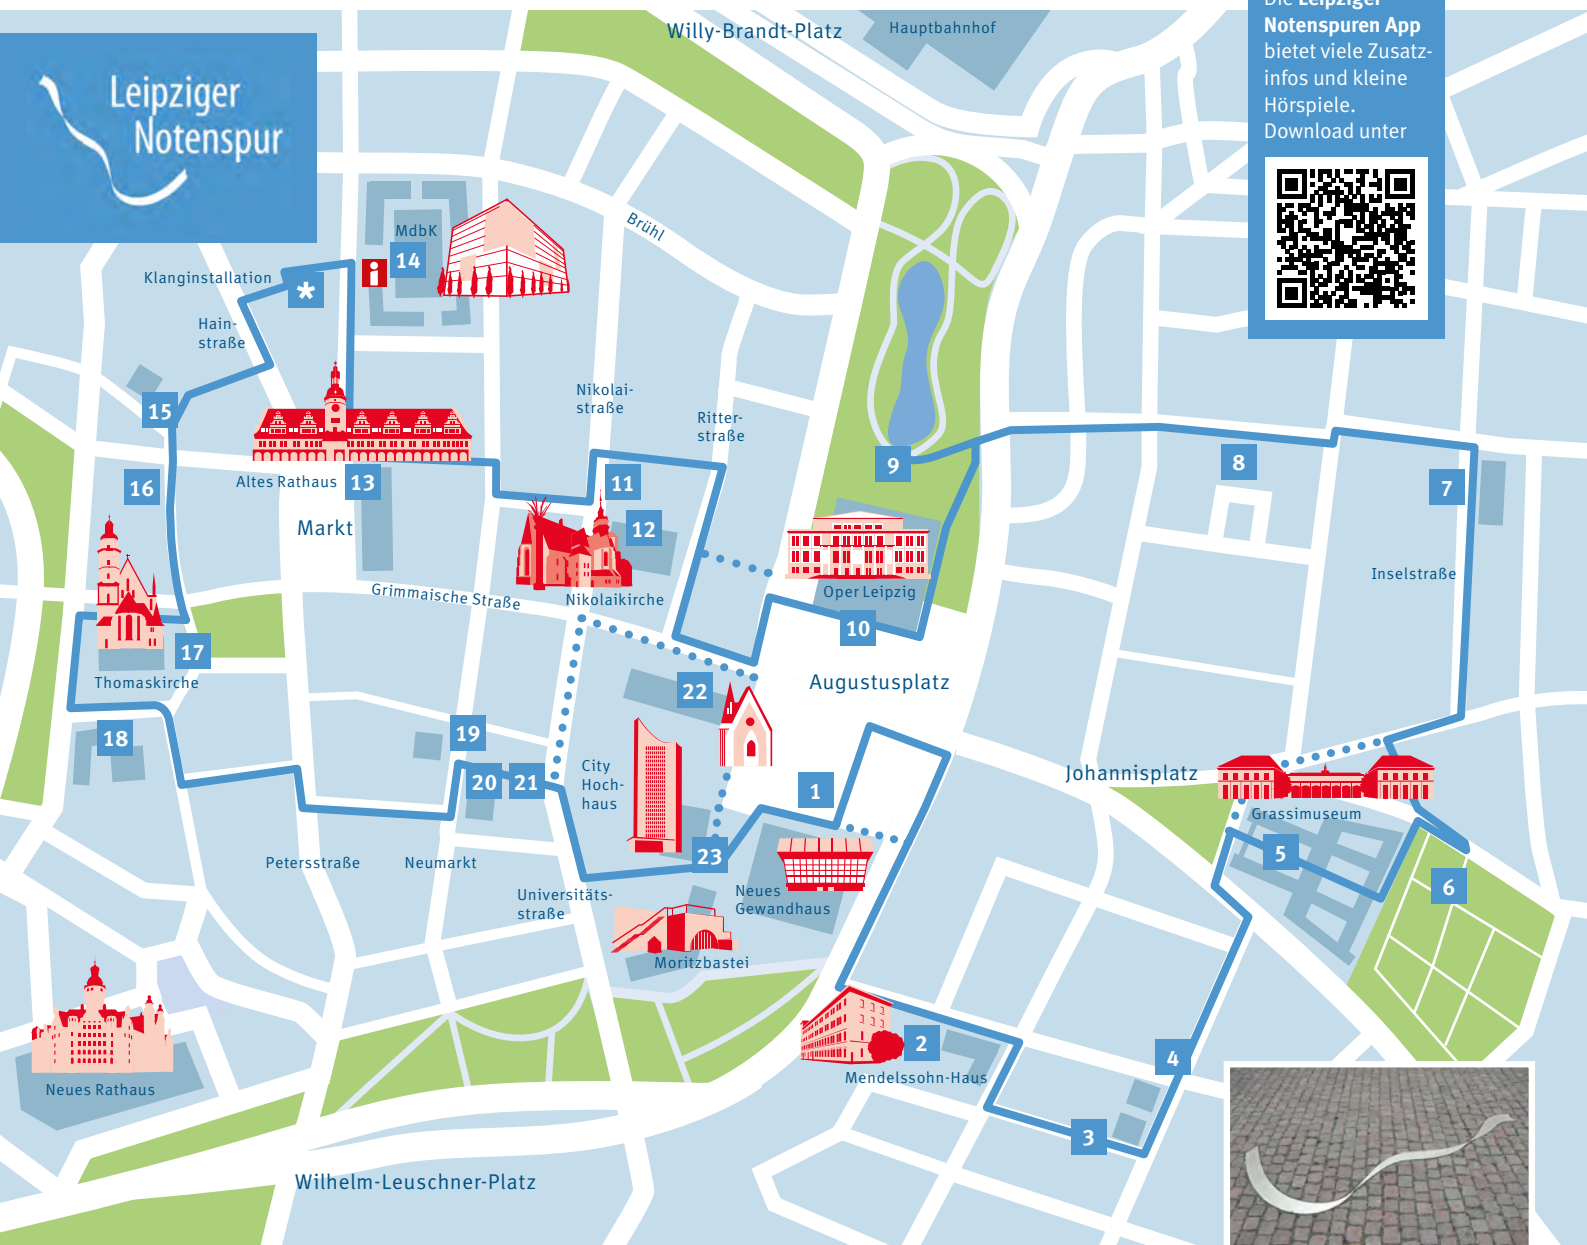 Willy-Brandt-Platz
Hauptbahnhof
Die Leipziger
Notenspuren App
bietet viele Zusatz-
infos und kleine
Hörspiele.
Download unter
Leipziger
Notenspur
MdbK
14
i
Brühl
Klanginstallation
*
Hain-
straße
Nikolai-
straße
Ritter-
straße
15
9
8
7
16
Altes Rathaus
13
11
12
Markt
Inselstraße
Grimmaische Straße
Nikolaikirche
Oper Leipzig
10
17
Thomaskirche
22
Augustusplatz
18
19
20
21
City
Hoch-
haus
1
Johannisplatz
Grassimuseum
5
6
Petersstraße
Neumarkt
23
Universitäts-
straße
Neues
Gewandhaus
Moritzbastei
2
Mendelssohn-Haus
4
3
Neues Rathaus
Wilhelm-Leuschner-Platz